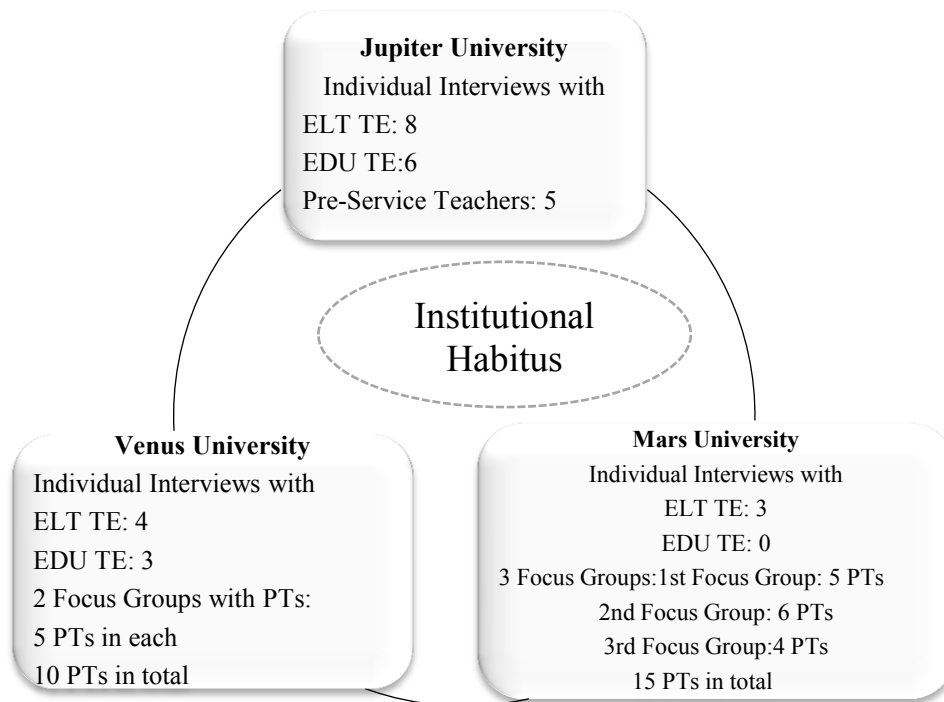 Jupiter University
Individual Interviews with
ELT TE: 8
EDU TE:6
Pre-Service Teachers: 5
Institutional
Habitus
Venus University
Individual Interviews with
ELT TE: 4
EDU TE: 3
2 Focus Groups with PTs:
5 PTs in each
10 PTs in total
Mars University
Individual Interviews with
ELT TE: 3
EDU TE: 0
3 Focus Groups:1st Focus Group: 5 PTs
2nd Focus Group: 6 PTs
3rd Focus Group:4 PTs
15 PTs in total